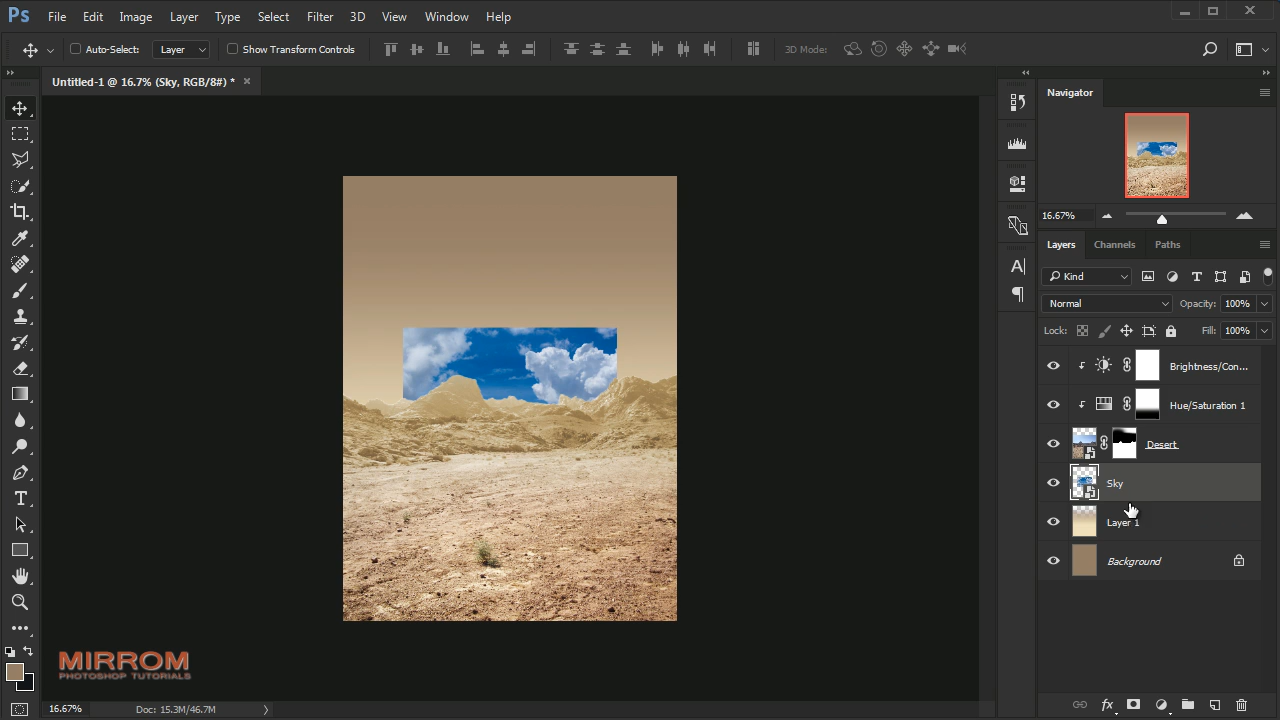 Ps File Edit Image Layer Type Select Filter 3D View Window Help
Auto-Select: Layer Show Transform Controls 3D Mode:
Untitled-1 @ 16.7% (Sky, RGB/8#) * ×
Navigator
16.67%
Layers Channels Paths
Kind
Normal Opacity: 100%
Lock: Fill: 100%
Brightness/Con...
Hue/Saturation 1
Desert
Sky
Layer 1
Background
MIRROM
PHOTOSHOP TUTORIALS
16.67% Doc: 15.3M/46.7M